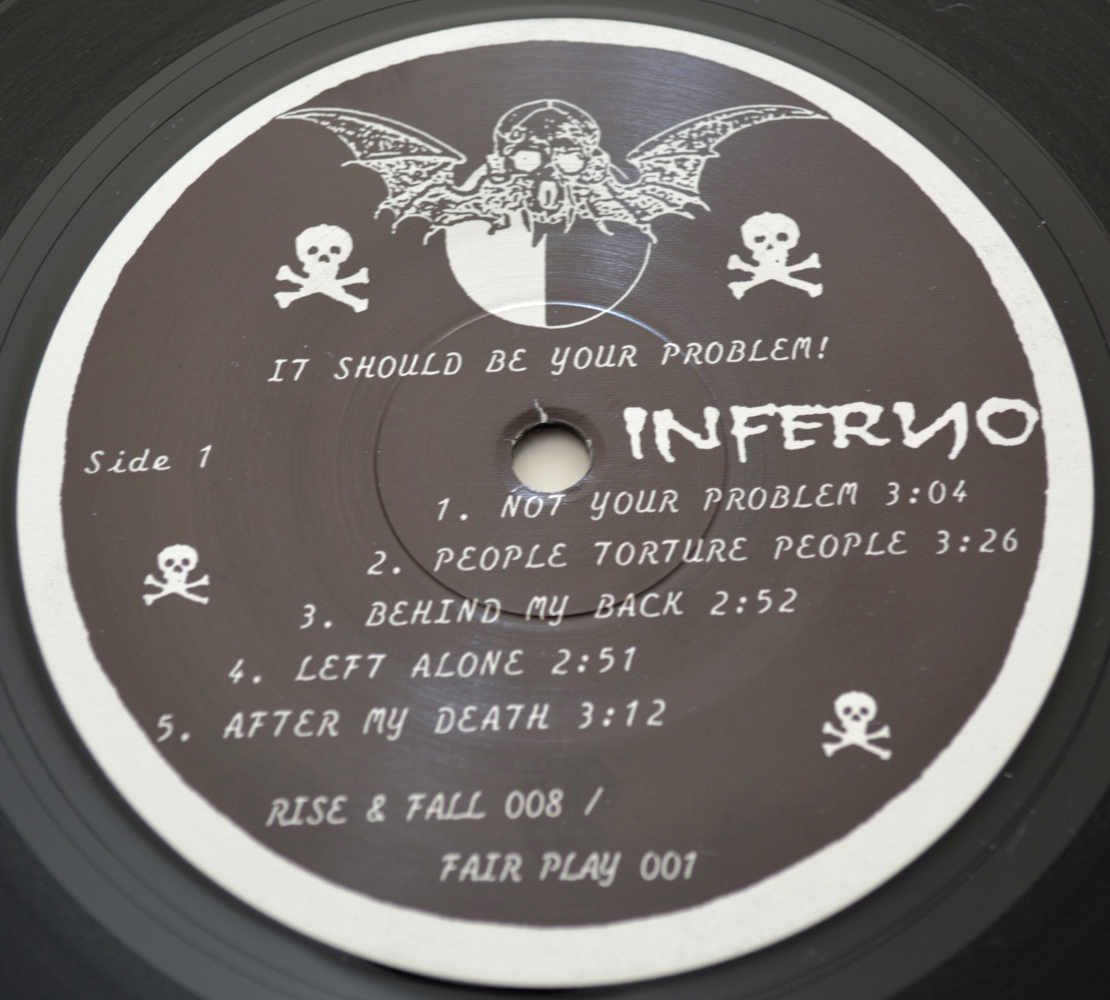 IT SHOULD BE YOUR PROBLEM!
INFERNO
Side 1
1. NOT YOUR PROBLEM 3:04
2. PEOPLE TORTURE PEOPLE 3:26
3. BEHIND MY BACK 2:52
4. LEFT ALONE 2:51
5. AFTER MY DEATH 3:12
RISE & FALL 008 /
FAIR PLAY 001